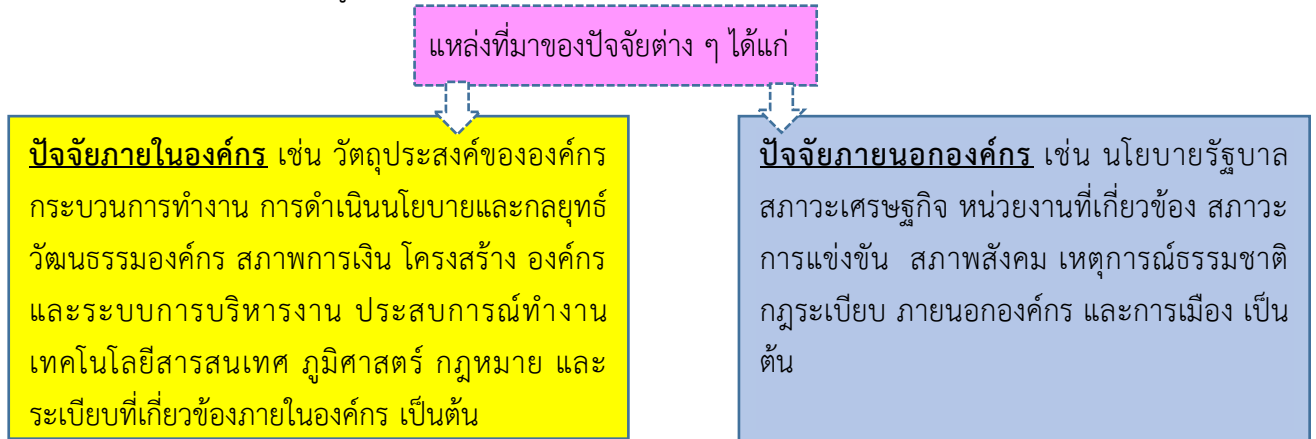 แหล่งที่มาของปัจจัยต่าง ๆ ได้แก่
ปัจจัยภายในองค์กร เช่น วัตถุประสงค์ขององค์กร
กระบวนการทำงาน การดำเนินนโยบายและกลยุทธ์
วัฒนธรรมองค์กร สภาพการเงิน โครงสร้าง องค์กร
และระบบการบริหารงาน ประสบการณ์ทำงาน
เทคโนโลยีสารสนเทศ ภูมิศาสตร์ กฎหมาย และ
ระเบียบที่เกี่ยวข้องภายในองค์กร เป็นต้น
ปัจจัยภายนอกองค์กร เช่น นโยบายรัฐบาล
สภาวะเศรษฐกิจ หน่วยงานที่เกี่ยวข้อง สภาวะ
การแข่งขัน สภาพสังคม เหตุการณ์ธรรมชาติ
กฎระเบียบ ภายนอกองค์กร และการเมือง เป็น
ต้น